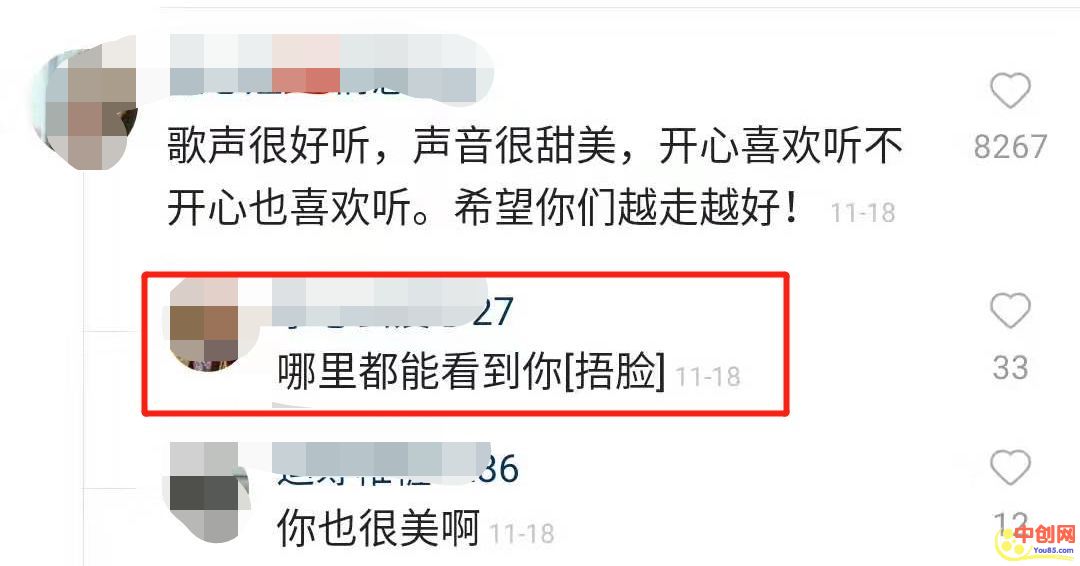 歌声很好听，声音很甜美，开心喜欢听不
8267
开心也喜欢听。希望你们越走越好！ 11-18
27
哪里都能看到你[捂脸] 11-18
33
36
你也很美啊 11-18
12
中创网
You85.com